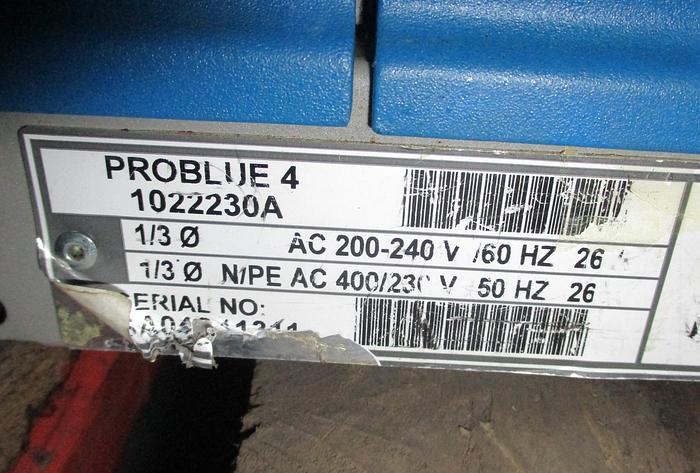 PROBLUE 4
1022230A
1/3 Ø AC 200-240 V /60 HZ 26
1/3 Ø N/PE AC 400/230 V 50 HZ 26
ERIAL NO: